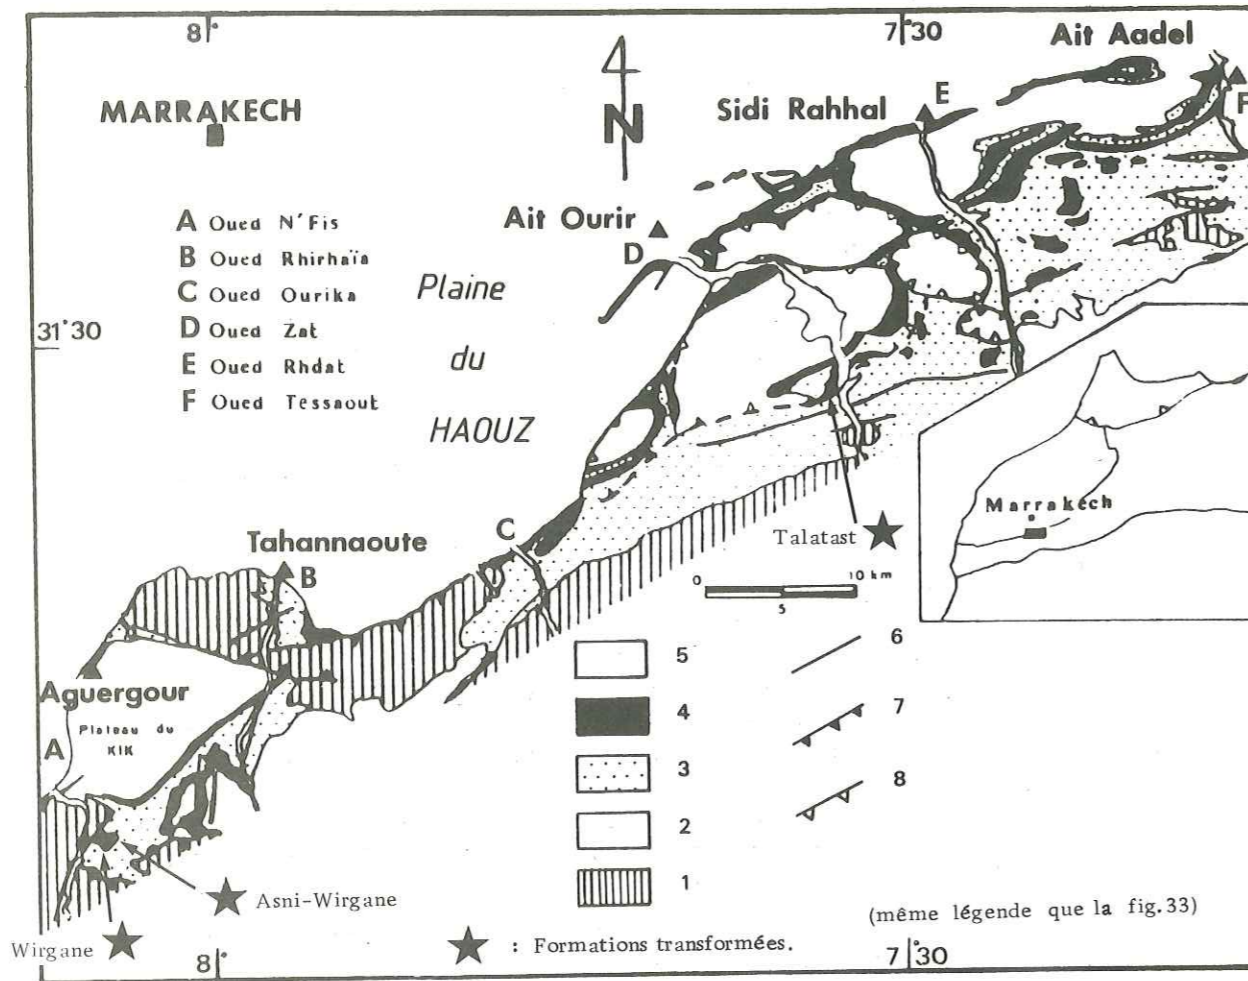 8°
7°30
Ait Aadel
MARRAKECH
N
Sidi Rahhal
E
F
A Oued N'Fis
B Oued Rhirhaïa
C Oued Ourika
D Oued Zat
E Oued Rhdat
F Oued Tessaout
Ait Ourir
D
Plaine
du
HAOUZ
31°30
Marrakech
Tahannaoute
B
C
Talatast
0
10 km
5
5
4
3
2
1
6
7
8
Aguergour
Plateau du
KIK
A
Asni-Wirgane
Wirgane
: Formations transformées.
(même légende que la fig.33)
8°
7°30